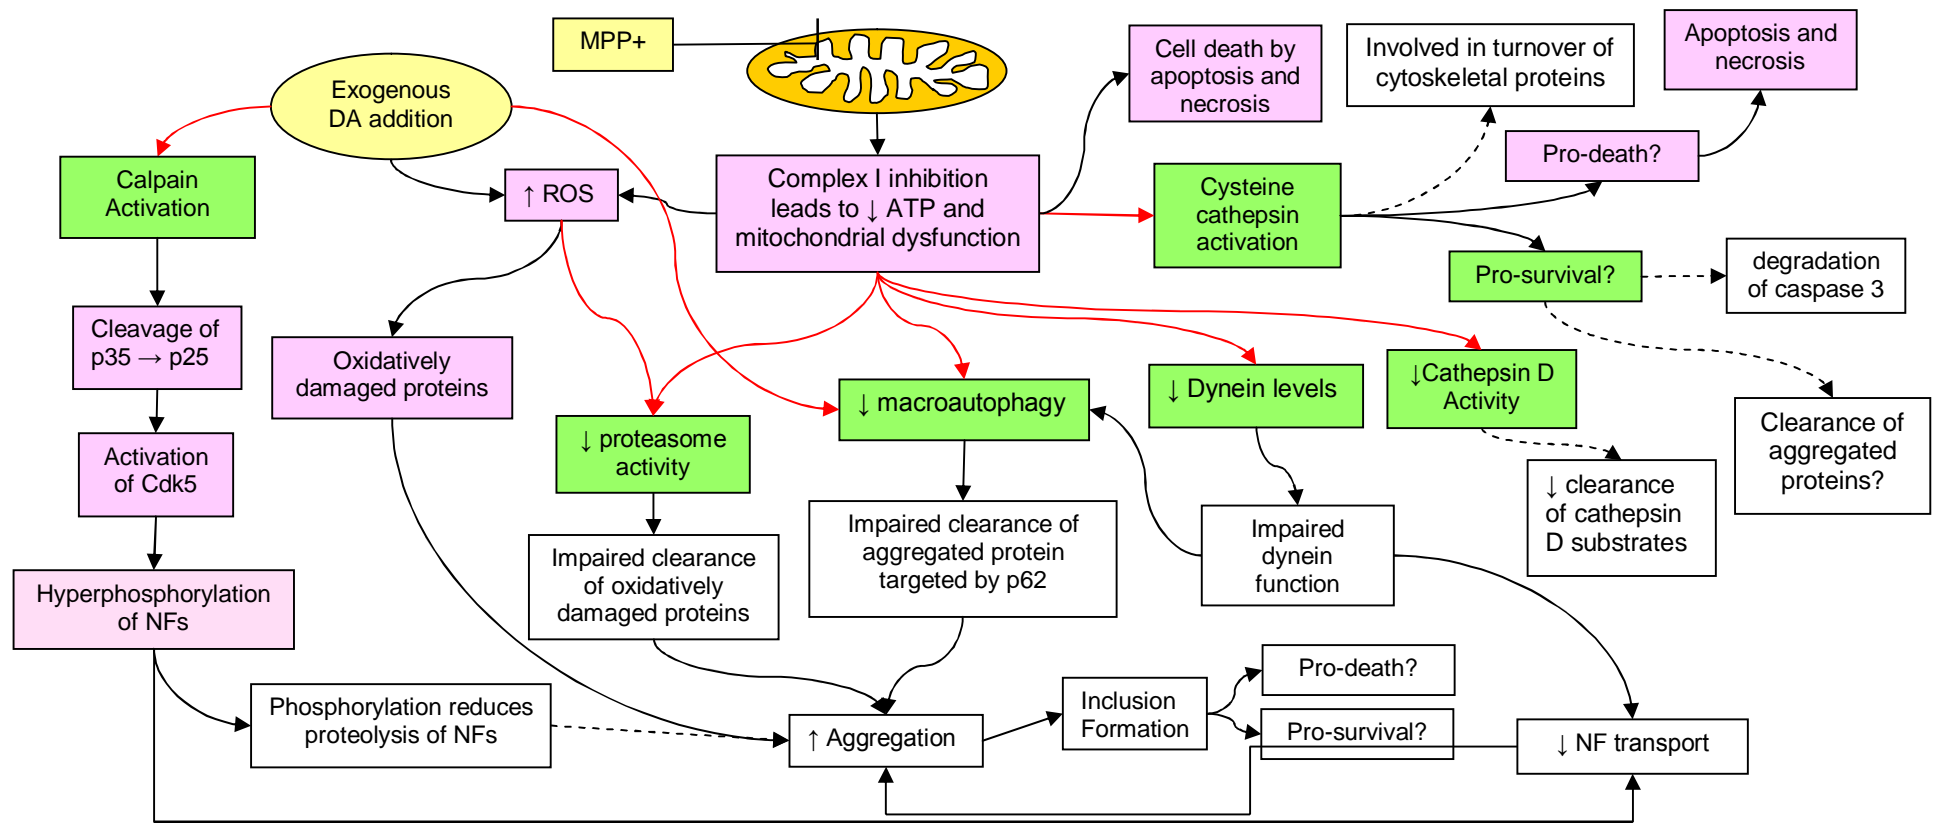 MPP+
Exogenous
DA addition
Cell death by
apoptosis and
necrosis
Involved in turnover of
cytoskeletal proteins
Apoptosis and
necrosis
Pro-death?
Calpain
Activation
↑ ROS
Complex I inhibition
leads to ↓ ATP and
mitochondrial dysfunction
Cysteine
cathepsin
activation
Pro-survival?
degradation
of caspase 3
Cleavage of
p35 → p25
Oxidatively
damaged proteins
↓ proteasome
activity
↓ macroautophagy
↓ Dynein levels
↓Cathepsin D
Activity
Clearance of
aggregated
proteins?
Activation
of Cdk5
↓ clearance
of cathepsin
D substrates
Impaired clearance
of oxidatively
damaged proteins
Impaired clearance of
aggregated protein
targeted by p62
Impaired
dynein
function
Hyperphosphorylation
of NFs
Phosphorylation reduces
proteolysis of NFs
↑ Aggregation
Inclusion
Formation
Pro-death?
Pro-survival?
↓ NF transport